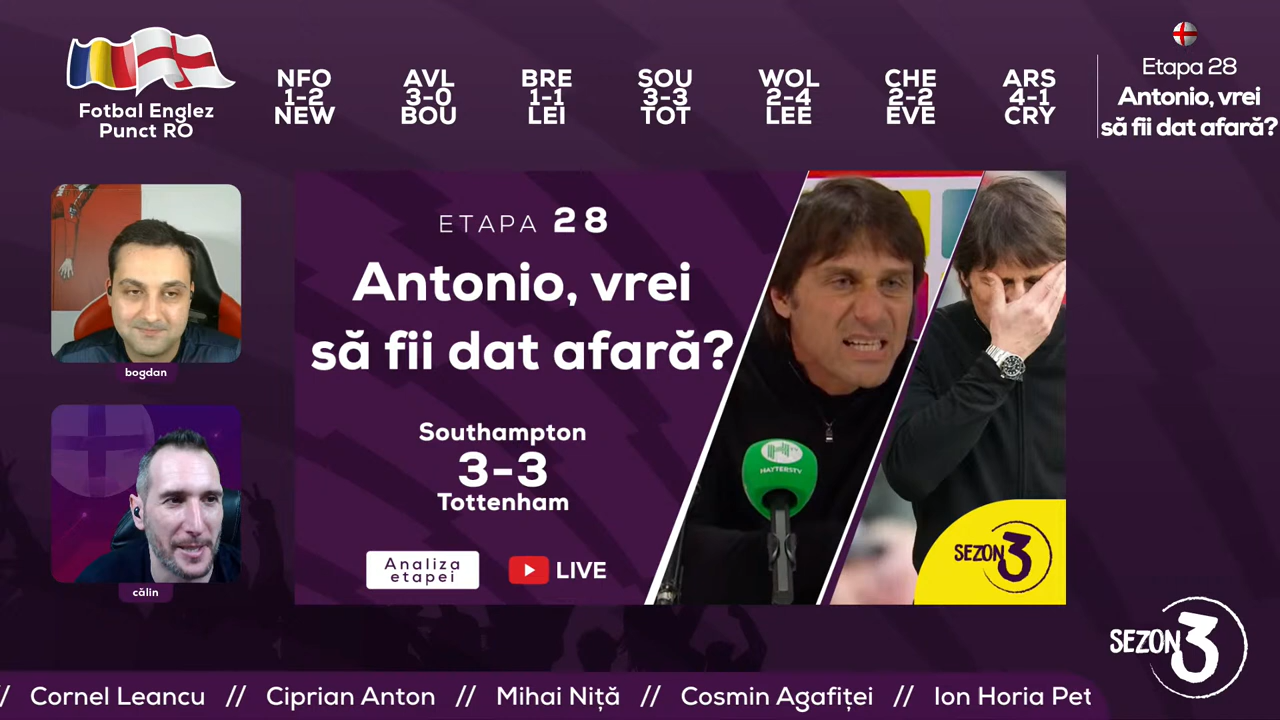 Fotbal Englez
Punct RO
NFO
1-2
NEW
AVL
3-0
BOU
BRE
1-1
LEI
SOU
3-3
TOT
WOL
2-4
LEE
CHE
2-2
EVE
ARS
4-1
CRY
Etapa 28
Antonio, vrei
să fii dat afară?
bogdan
călin
ETAPA 28
Antonio, vrei
să fii dat afară?
Southampton
3-3
Tottenham
Analiza
etapei
LIVE
H
HAYTERSTV
SEZON 3
SEZON 3
// Cornel Leancu // Ciprian Anton // Mihai Niță // Cosmin Agafiței // Ion Horia Pet